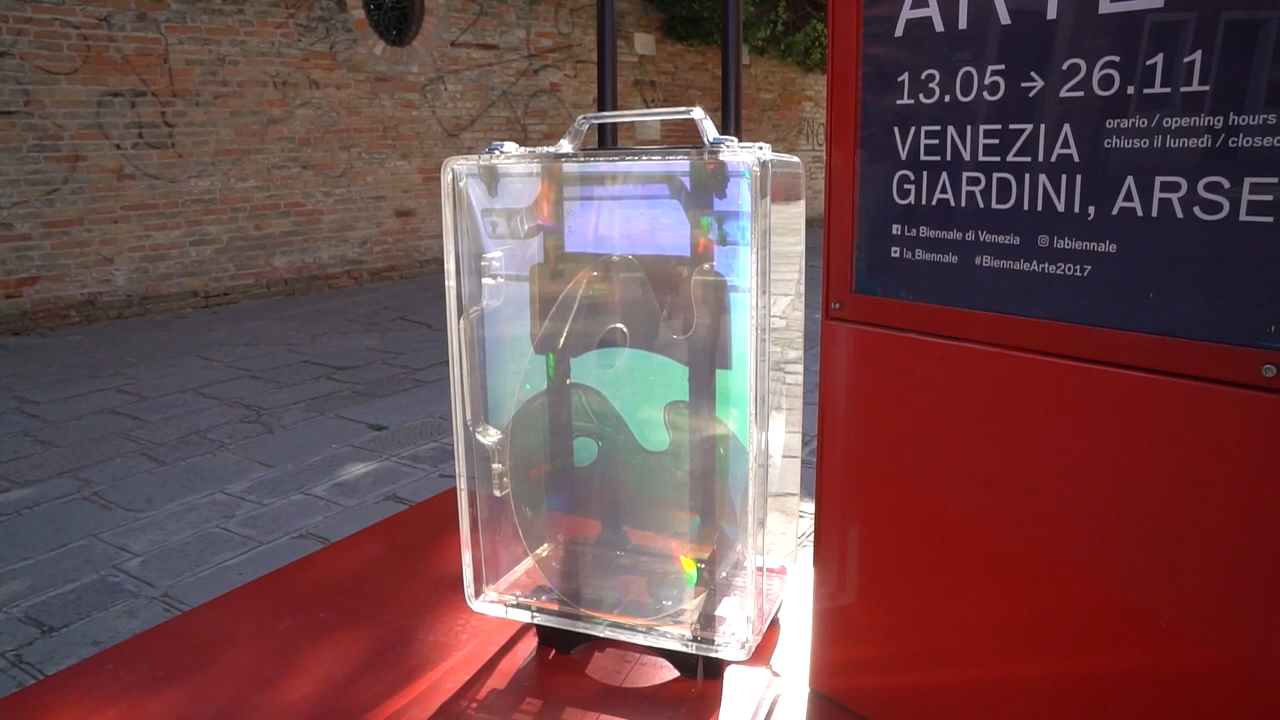 ARTE
13.05 → 26.11
orario / opening hours
chiuso il lunedì / closed
VENEZIA
GIARDINI, ARSE
La Biennale di Venezia labiennale
la_Biennale #BiennaleArte2017